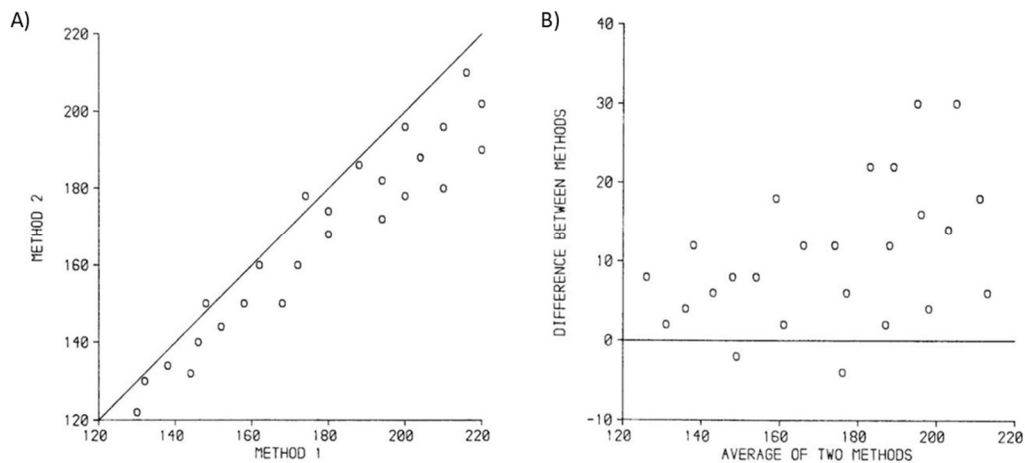 A)
220
200
180
160
140
120
120 140 160 180 200 220
METHOD 2
METHOD 1
B)
40
30
20
10
0
-10
120 140 160 180 200 220
DIFFERENCE BETWEEN METHODS
AVERAGE OF TWO METHODS